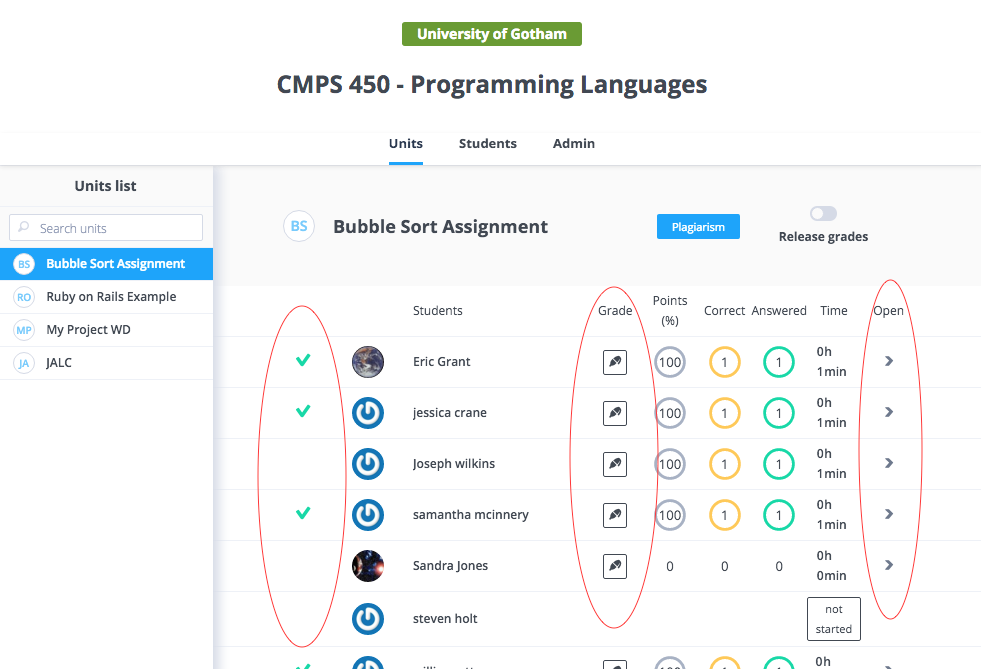 University of Gotham
CMPS 450 - Programming Languages
Units Students Admin
Units list
Search units
BS Bubble Sort Assignment
RO Ruby on Rails Example
MP My Project WD
JA JALC
BS Bubble Sort Assignment
Plagiarism
Release grades
Students Grade Points (%) Correct Answered Time Open
Eric Grant 100 1 1 0h 1min
jessica crane 100 1 1 0h 1min
Joseph wilkins 100 1 1 0h 1min
samantha mcinnery 100 1 1 0h 1min
Sandra Jones 0 0 0 0h 0min
steven holt not started
0h